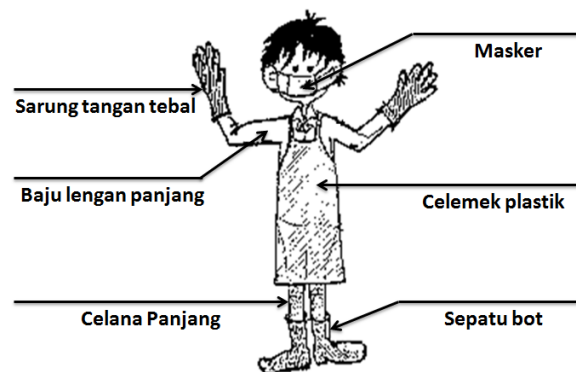 Masker
Sarung tangan tebal
Baju lengan panjang
Celemek plastik
Celana Panjang
Sepatu bot